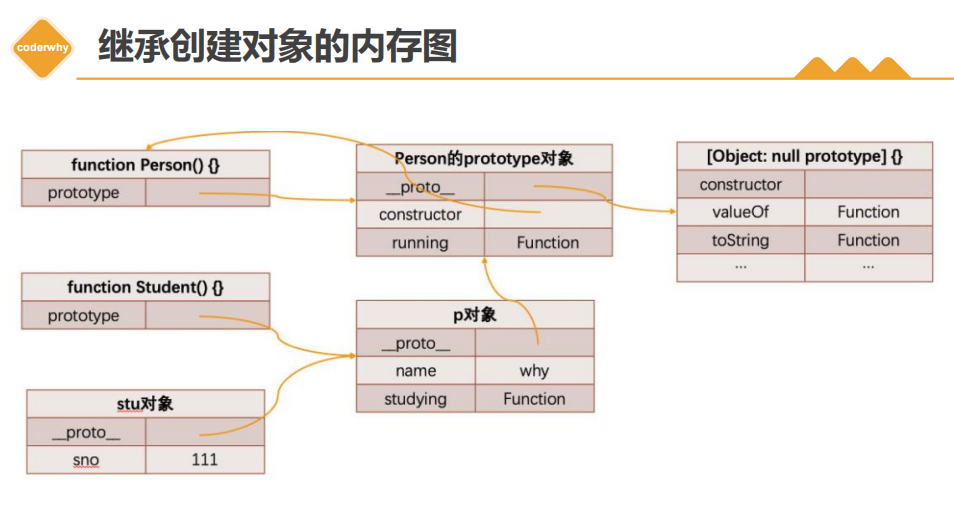 coderwhy
继承创建对象的内存图
function Person() {}
prototype
Person的prototype对象
__proto__
constructor
running Function
[Object: null prototype] {}
constructor
valueOf Function
toString Function
... ...
function Student() {}
prototype
p对象
__proto__
name why
studying Function
stu对象
__proto__
sno 111